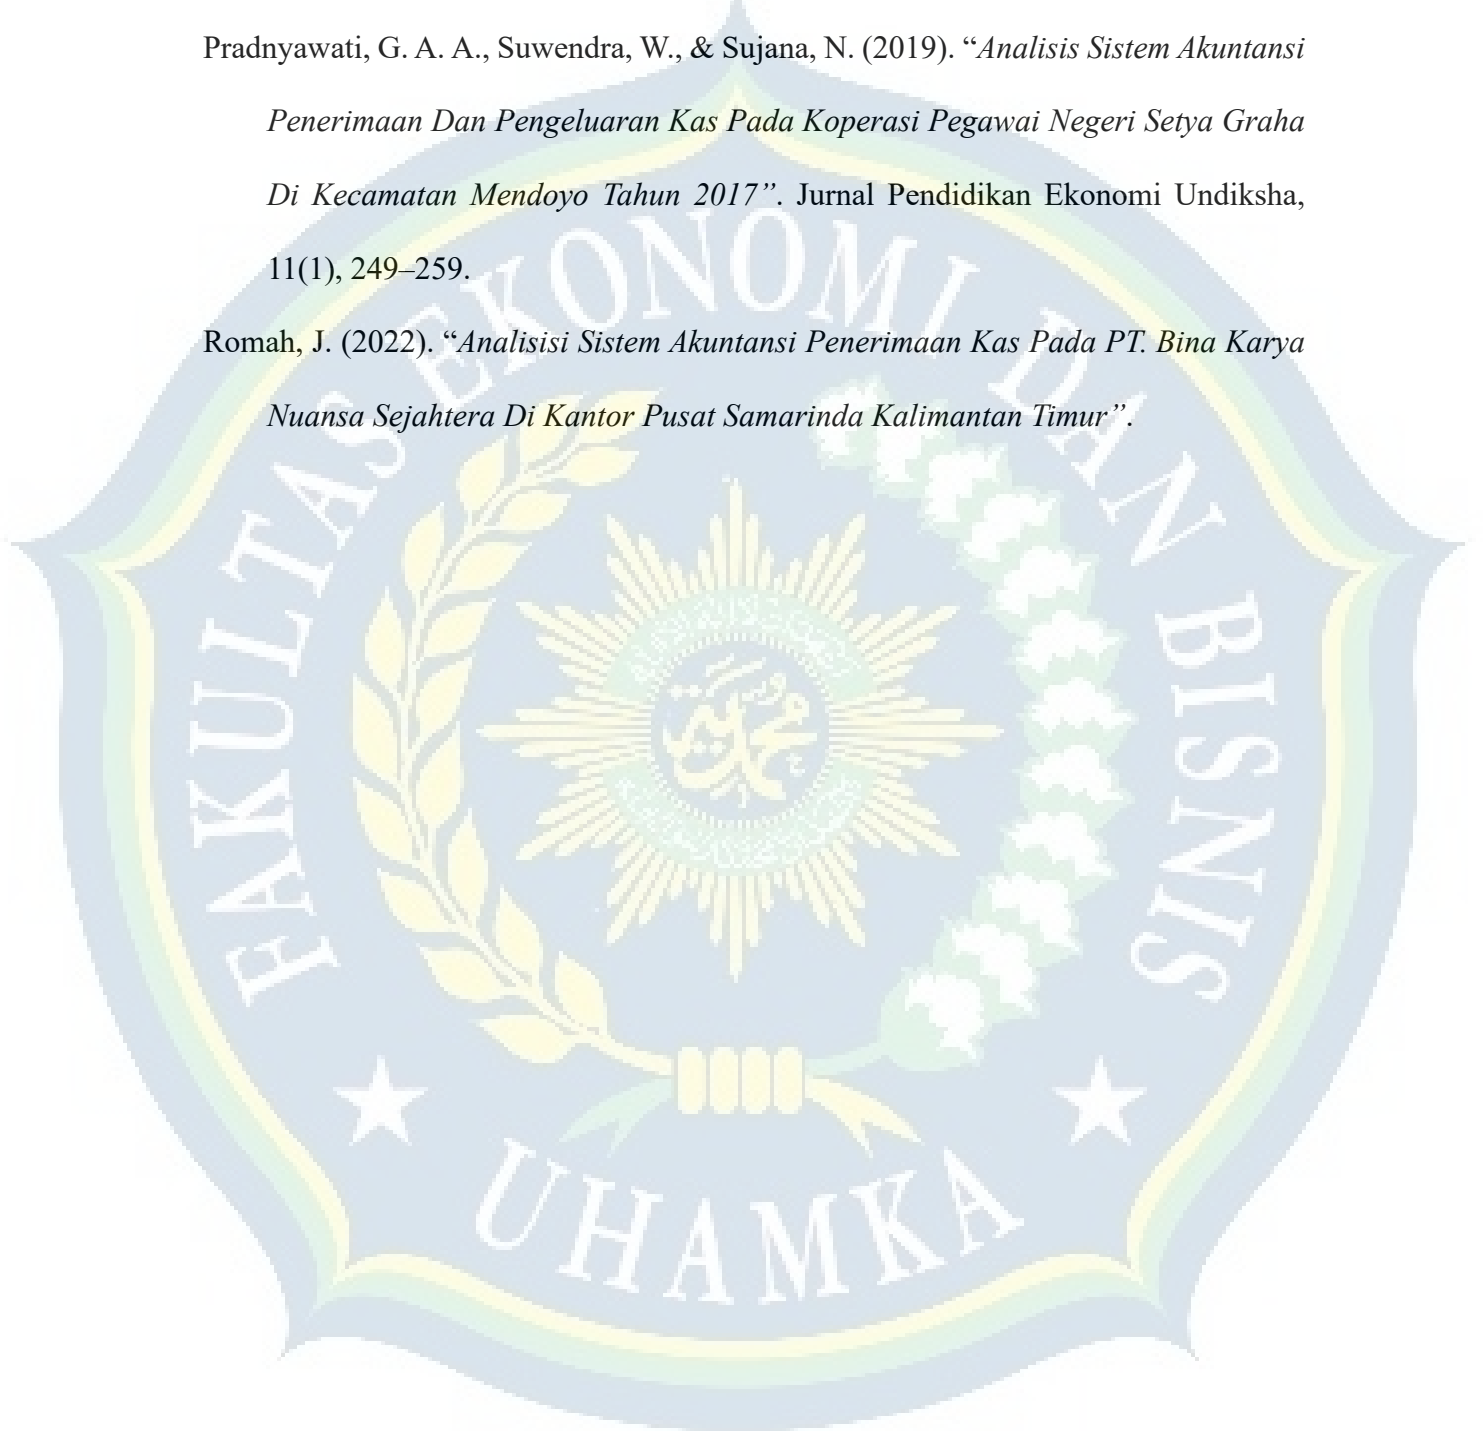 Pradnyawati, G. A. A., Suwendra, W., & Sujana, N. (2019). “Analisis Sistem Akuntansi
Penerimaan Dan Pengeluaran Kas Pada Koperasi Pegawai Negeri Setya Graha
Di Kecamatan Mendoyo Tahun 2017”. Jurnal Pendidikan Ekonomi Undiksha,
11(1), 249–259.
Romah, J. (2022). “Analisisi Sistem Akuntansi Penerimaan Kas Pada PT. Bina Karya
Nuansa Sejahtera Di Kantor Pusat Samarinda Kalimantan Timur”.
FAKULTAS EKONOMI DAN BISNIS
UHAMKA